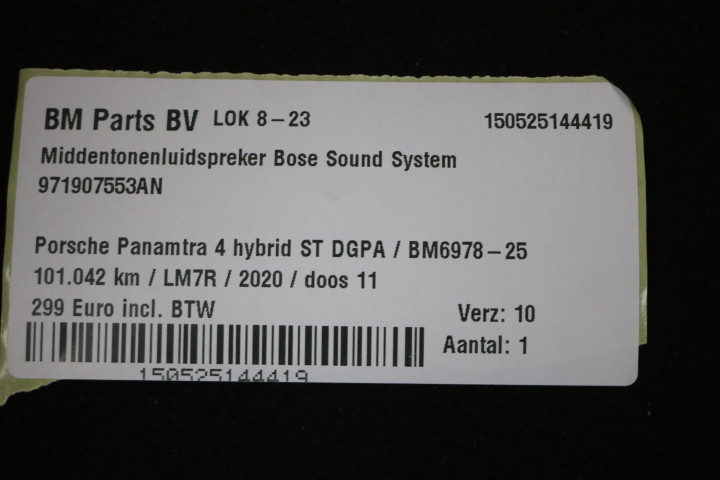 BM Parts BV LOK 8-23 150525144419
Middentonenluidspreker Bose Sound System
971907553AN
Porsche Panamtra 4 hybrid ST DGPA / BM6978-25
101.042 km / LM7R / 2020 / doos 11
299 Euro incl. BTW Verz: 10
Aantal: 1
150525144419